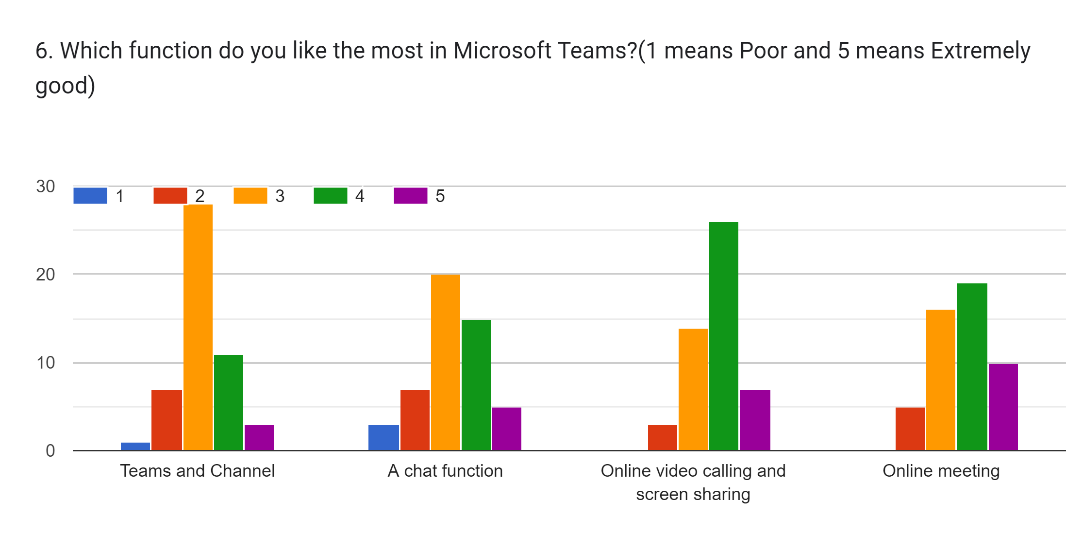 6. Which function do you like the most in Microsoft Teams?(1 means Poor and 5 means Extremely
good)
30
1
2
3
4
5
20
10
0
Teams and Channel
A chat function
Online video calling and
screen sharing
Online meeting